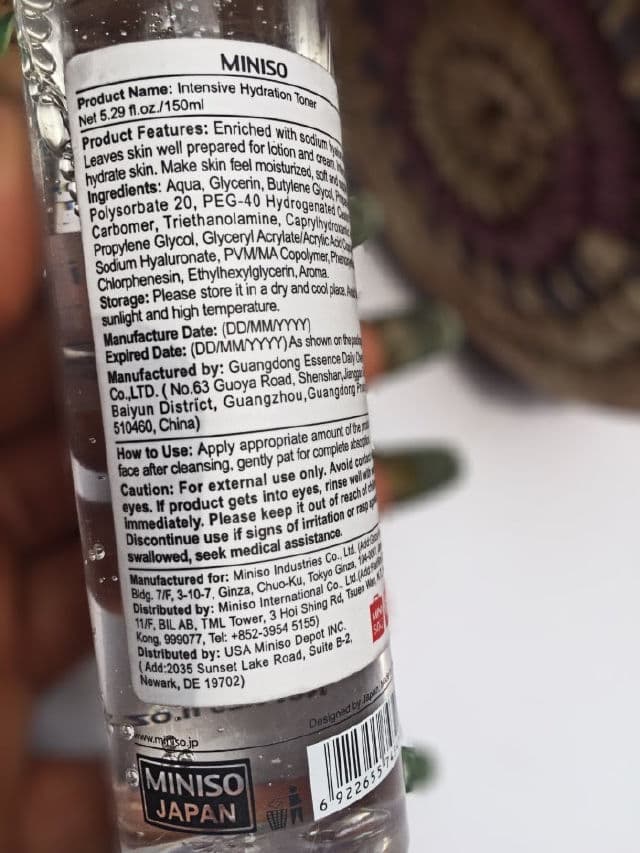 MINISO
Product Name: Intensive Hydration Toner
Net 5.29 fl.oz./150ml
Product Features: Enriched with sodium
Leaves skin well prepared for lotion and cream.
hydrate skin. Make skin feel moisturized, soft and
Ingredients: Aqua, Glycerin, Butylene Glycol,
Polysorbate 20, PEG-40 Hydrogenated
Carbomer, Triethanolamine,
Propylene Glycol, Glyceryl Acrylate/Acrylic Acid
Sodium Hyaluronate, PVM/MA Copolymer,
Chlorphenesin, Ethylhexylglycerin, Aroma.
Storage: Please store it in a dry and cool place.
sunlight and high temperature.
Manufacture Date: (DD/MM/YYYY)
Expired Date: (DD/MM/YYYY) As shown on the
Manufactured by: Guangdong Essence Daily
Co.,LTD. ( No.63 Guoya Road, Shenshan,
Baiyun District, Guangzhou, Guangdong
510460, China)
How to Use: Apply appropriate amount of the
face after cleansing, gently pat for complete
Caution: For external use only. Avoid
eyes. If product gets into eyes, rinse well with
immediately. Please keep it out of reach of
Discontinue use if signs of irritation or rasp
swallowed, seek medical assistance.
Manufactured for: Miniso Industries Co., Ltd.
Bldg. 7/F, 3-10-7, Ginza, Chuo-Ku, Tokyo
Distributed by: Miniso International Co., Ltd.
11/F, BIL AB, TML Tower, 3 Hoi Shing Rd, Tsuen Wan,
Kong, 999077, Tel: +852-3954 5155)
Distributed by: USA Miniso Depot INC.
(Add:2035 Sunset Lake Road, Suite B-2,
Newark, DE 19702)
www.miniso.jp
Designed by Japan
MINISO
JAPAN